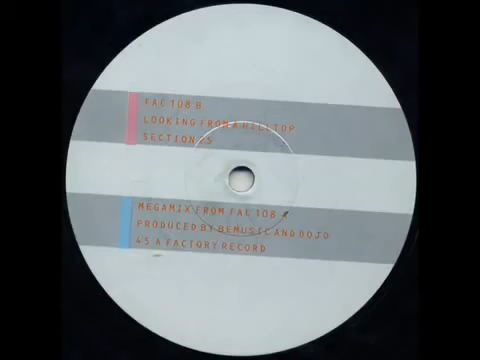 FAC 108 B
LOOKING FROM A HILLTOP
SECTION 25
MEGAMIX FROM FAC 108
PRODUCED BY BEMUSIC AND DOJO
45 A FACTORY RECORD